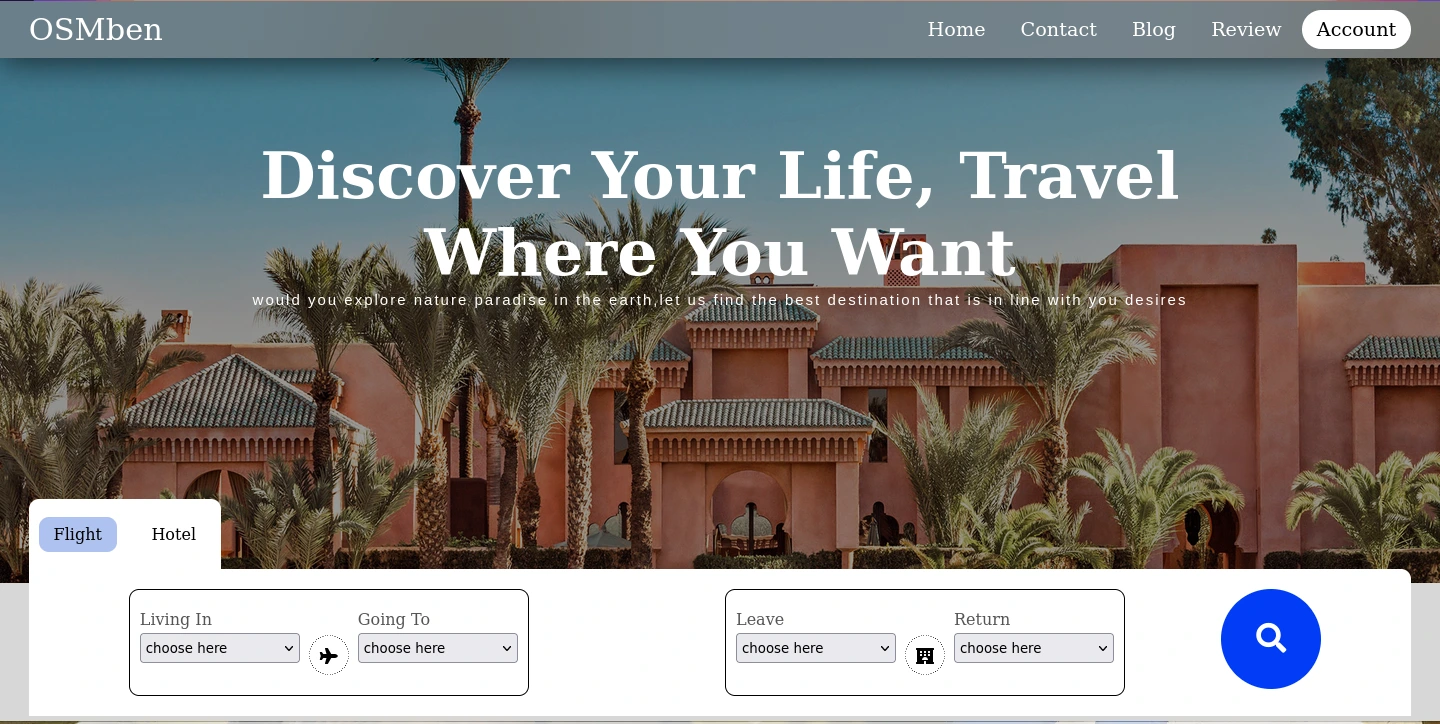 OSMben
Home Contact Blog Review Account
Discover Your Life, Travel
Where You Want
would you explore nature paradise in the earth,let us find the best destination that is in line with you desires
Flight Hotel
Living In Going To Leave Return
choose here choose here choose here choose here